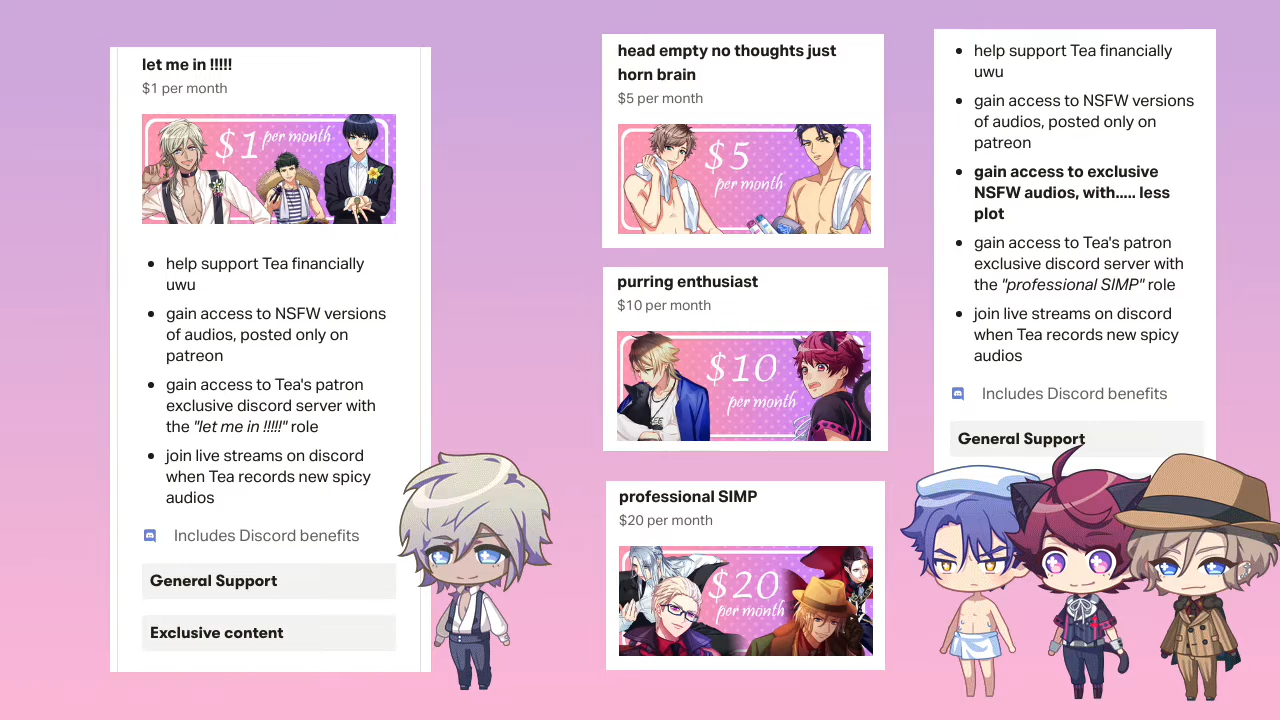 let me in !!!!!
$1 per month
$1 per month
help support Tea financially
uwu
gain access to NSFW versions
of audios, posted only on
patreon
gain access to Tea's patron
exclusive discord server with
the "let me in !!!!!" role
join live streams on discord
when Tea records new spicy
audios
Includes Discord benefits
General Support
Exclusive content
head empty no thoughts just
horn brain
$5 per month
$5
per month
purring enthusiast
$10 per month
$10
per month
professional SIMP
$20 per month
$20
per month
help support Tea financially
uwu
gain access to NSFW versions
of audios, posted only on
patreon
gain access to exclusive
NSFW audios, with..... less
plot
gain access to Tea's patron
exclusive discord server with
the "professional SIMP" role
join live streams on discord
when Tea records new spicy
audios
Includes Discord benefits
General Support